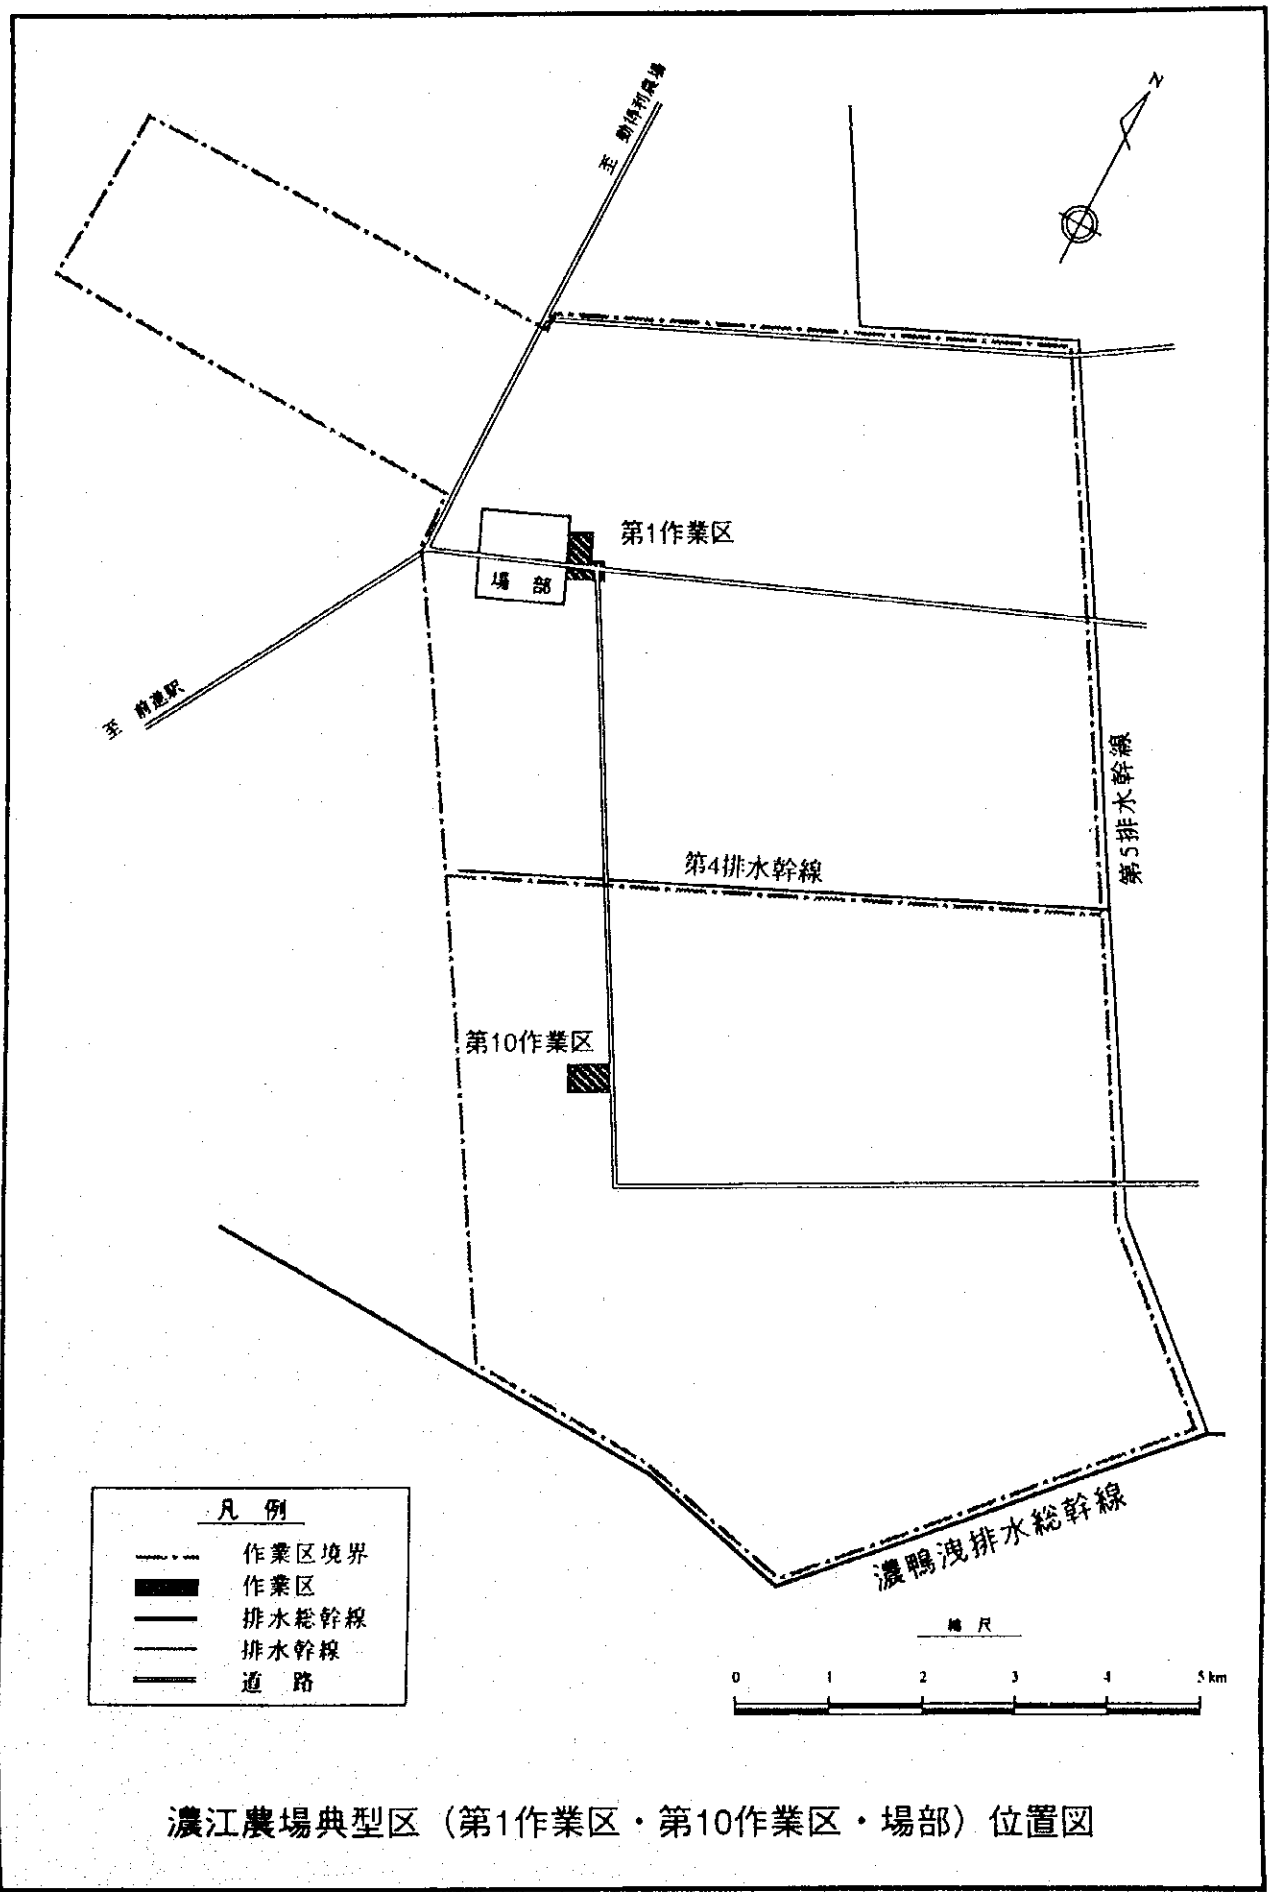 N
至 勤得利農場
第1作業区
場 部
至 前進駅
第5排水幹線
第4排水幹線
第10作業区
濃鴨洩排水総幹線
凡 例
作業区境界
作業区
排水総幹線
排水幹線
道 路
縮 尺
0 1 2 3 4 5 km
濃江農場典型区(第1作業区・第10作業区・場部)位置図